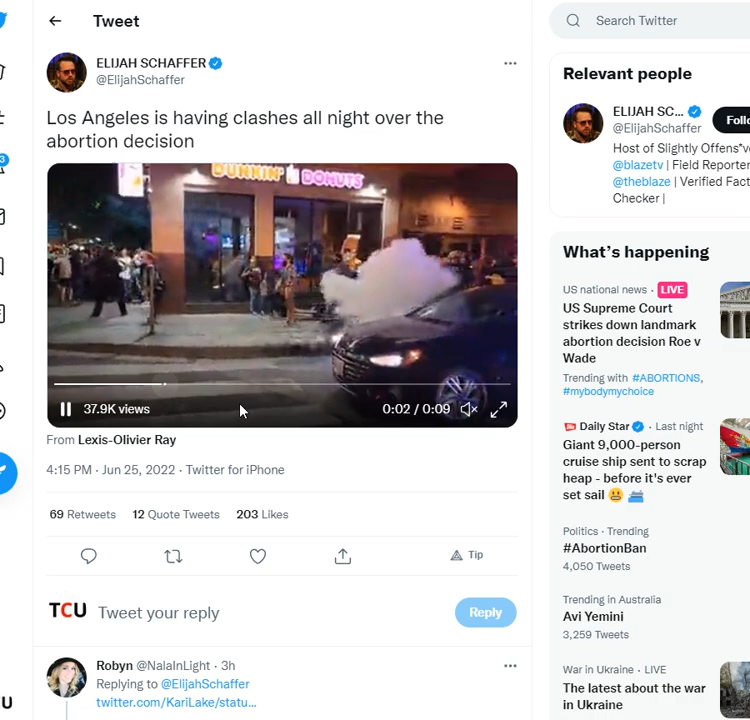 Tweet
Search Twitter
ELIJAH SCHAFFER
@ElijahSchaffer
Los Angeles is having clashes all night over the
abortion decision
DUNKIN' DONUTS
37.9K views
0:02 / 0:09
From Lexis-Olivier Ray
4:15 PM · Jun 25, 2022 · Twitter for iPhone
69 Retweets 12 Quote Tweets 203 Likes
Tip
TCU Tweet your reply
Reply
Robyn @NalaInLight · 3h
Replying to @ElijahSchaffer
twitter.com/KariLake/statu...
3
Relevant people
ELIJAH SC...
@ElijahSchaffer
Follo
Host of Slightly Offens*v
@blazetv | Field Reporter
@theblaze | Verified Fact
Checker |
What's happening
US national news · LIVE
US Supreme Court
strikes down landmark
abortion decision Roe v
Wade
Trending with #ABORTIONS,
#mybodymychoice
Daily Star · Last night
Giant 9,000-person
cruise ship sent to scrap
heap - before it's ever
set sail
Politics · Trending
#AbortionBan
4,050 Tweets
Trending in Australia
Avi Yemini
3,259 Tweets
War in Ukraine · LIVE
The latest about the war
in Ukraine